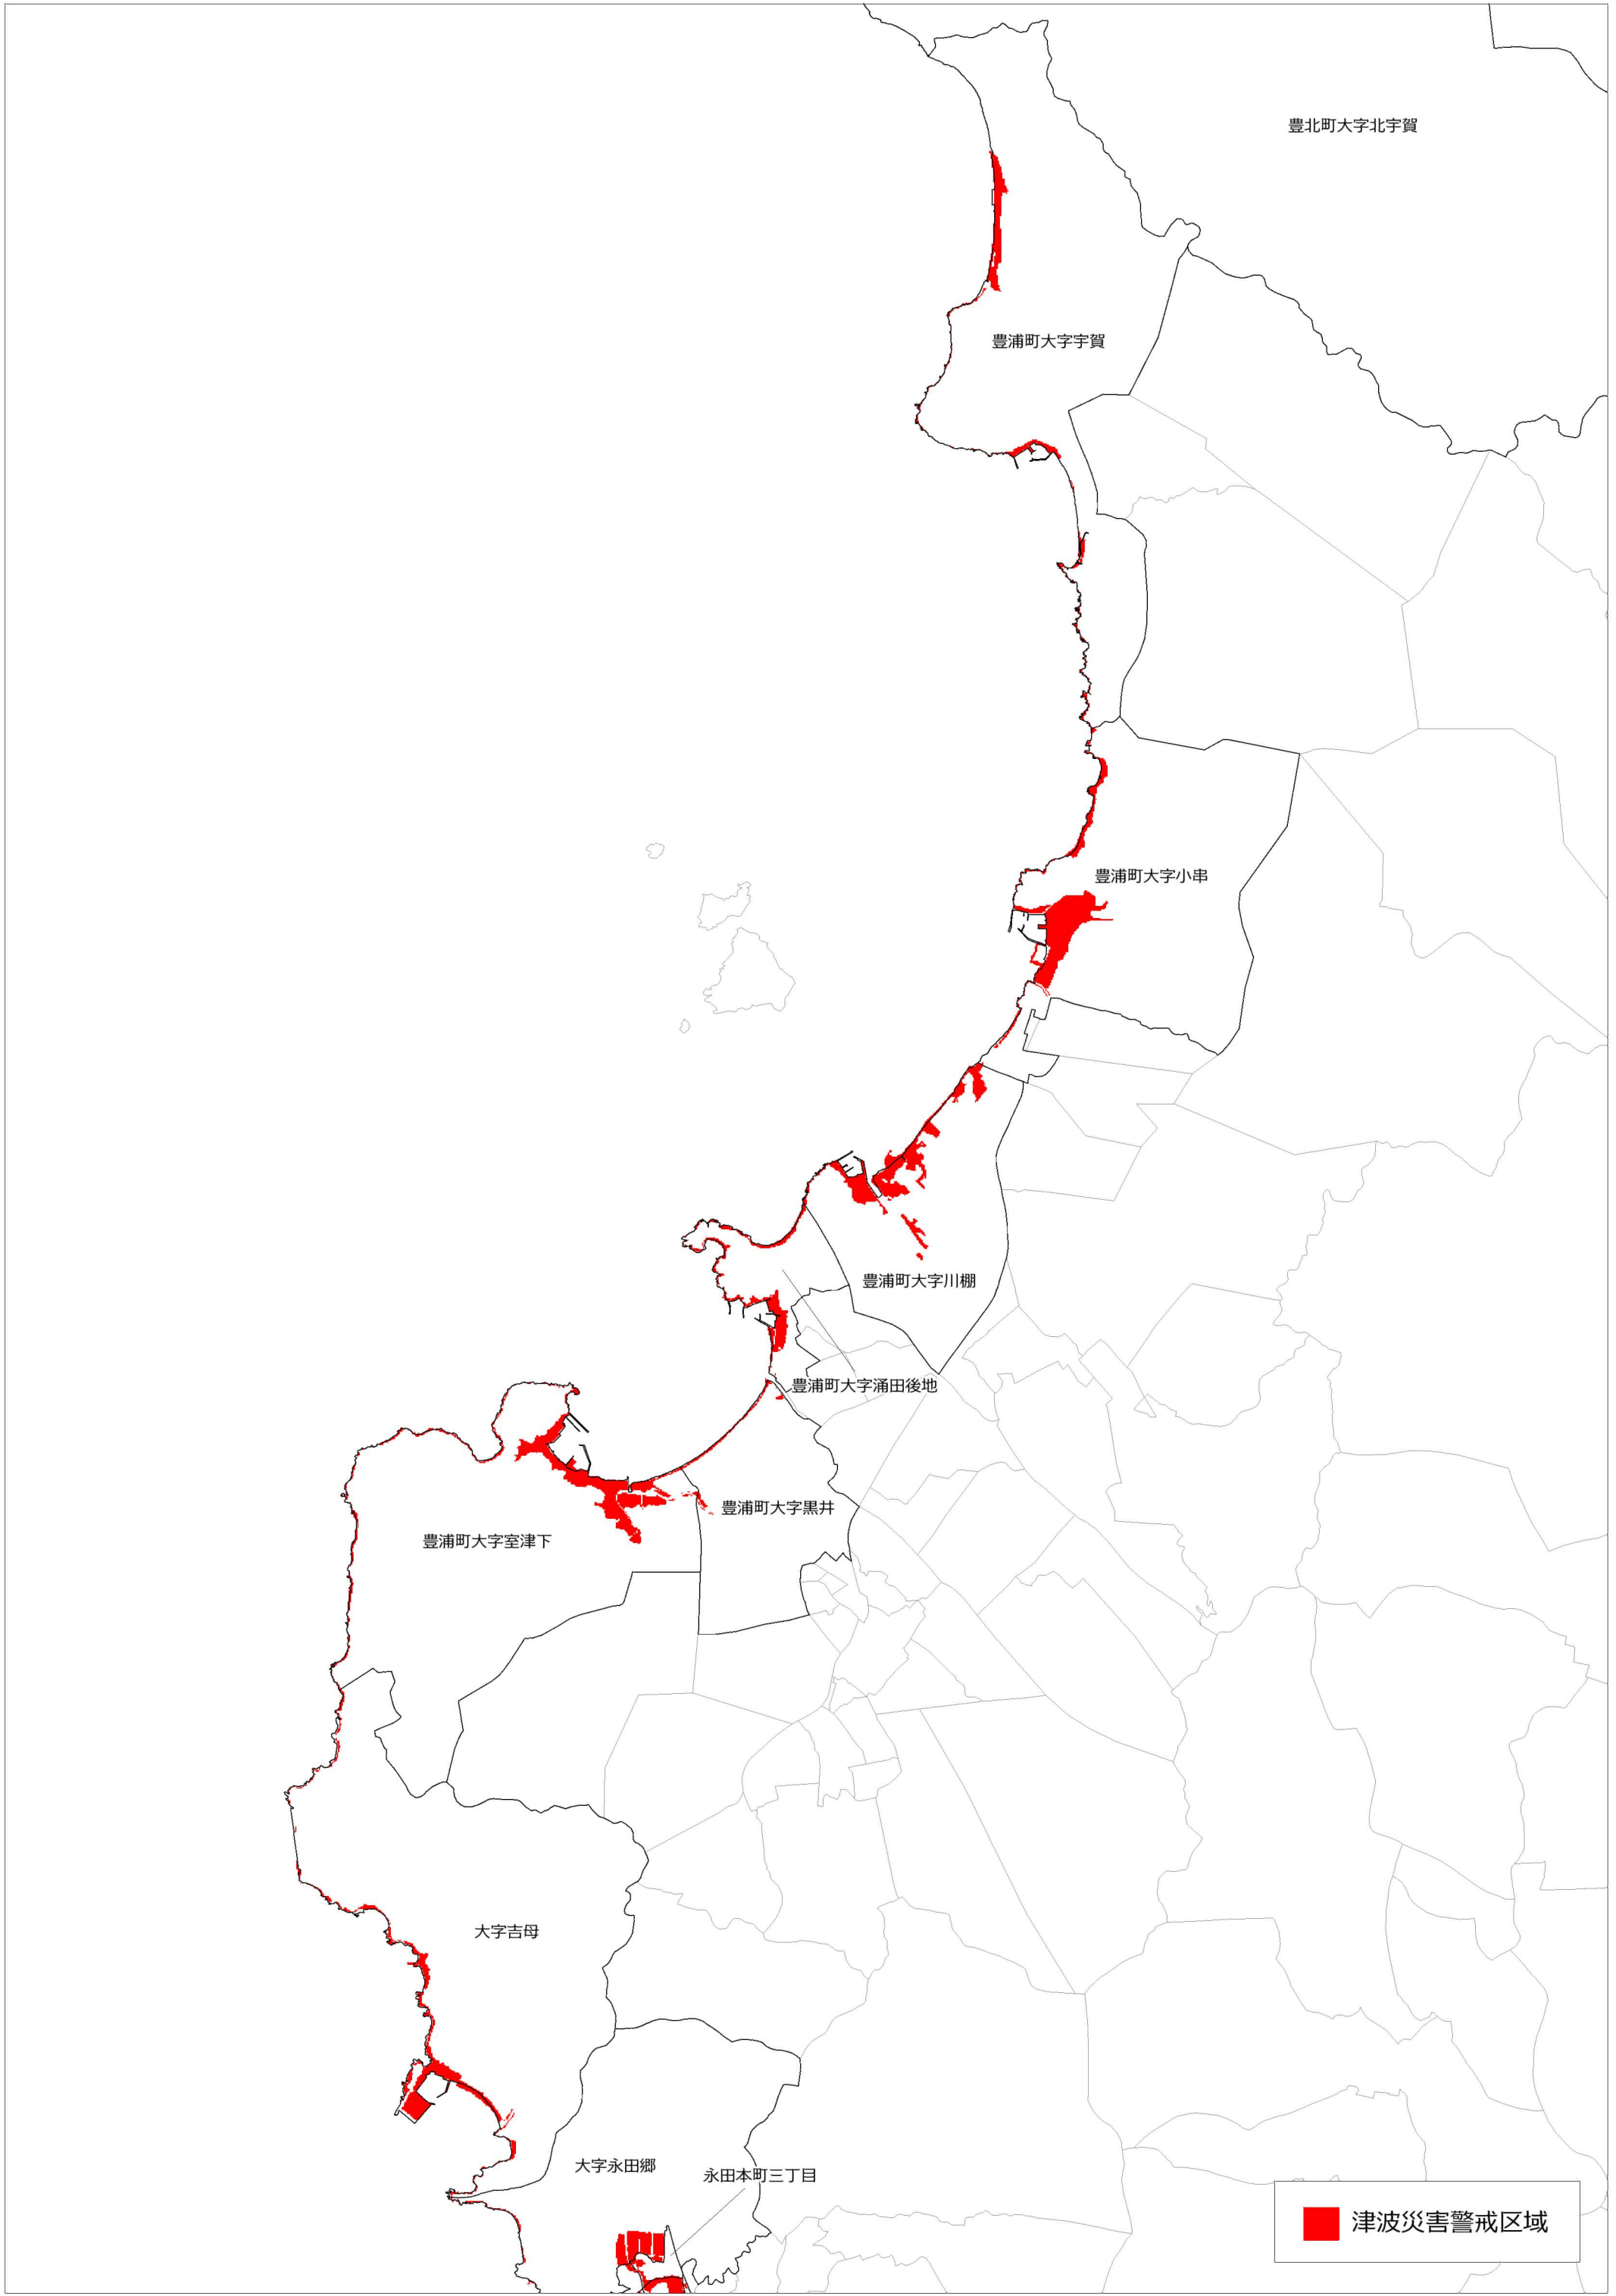 豊北町大字北宇賀
豊浦町大字宇賀
豊浦町大字小串
豊浦町大字川棚
豊浦町大字涌田後地
豊浦町大字黒井
豊浦町大字室津下
大字吉母
大字永田郷
永田本町三丁目
津波災害警戒区域